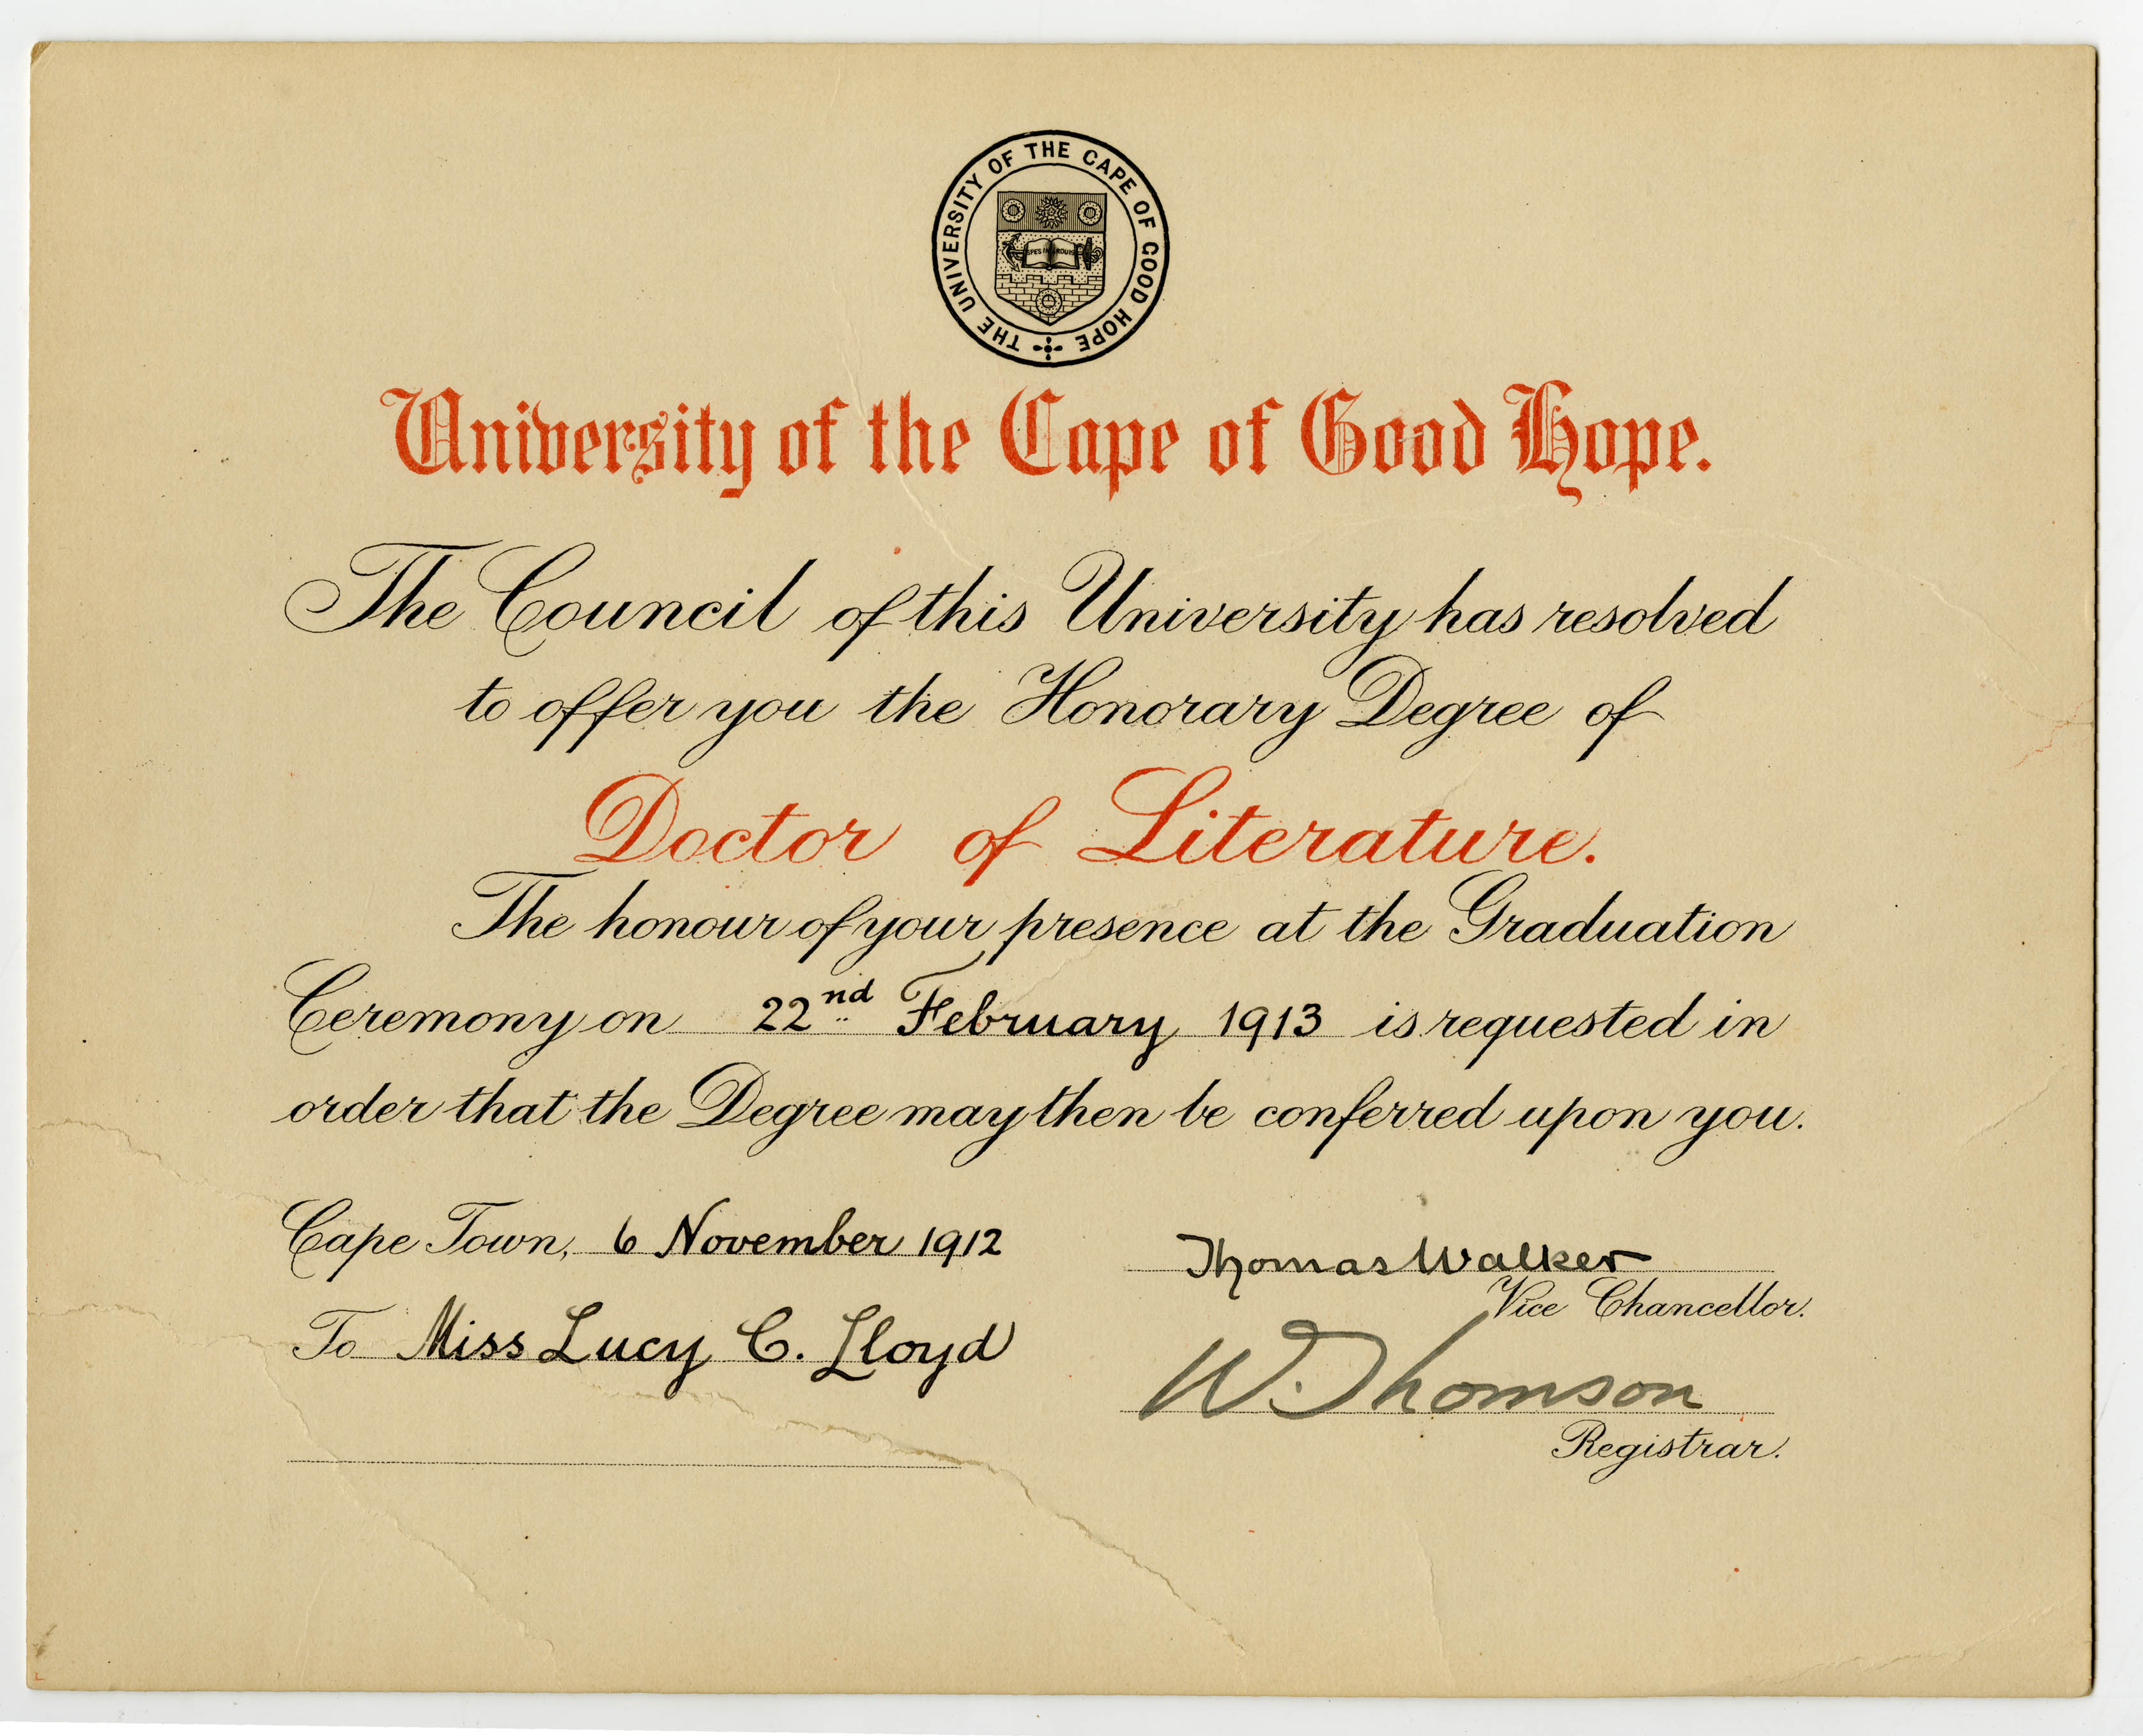 THE UNIVERSITY OF THE CAPE OF GOOD HOPE
SPES IN ARDUIS
University of the Cape of Good Hope.
The Council of this University has resolved
to offer you the Honorary Degree of
Doctor of Literature.
The honour of your presence at the Graduation
Ceremony on 22nd February 1913 is requested in
order that the Degree may then be conferred upon you.
Cape Town, 6 November 1912
Thomas Walker
Vice Chancellor.
To Miss Lucy C. Lloyd
W. Thomson
Registrar.